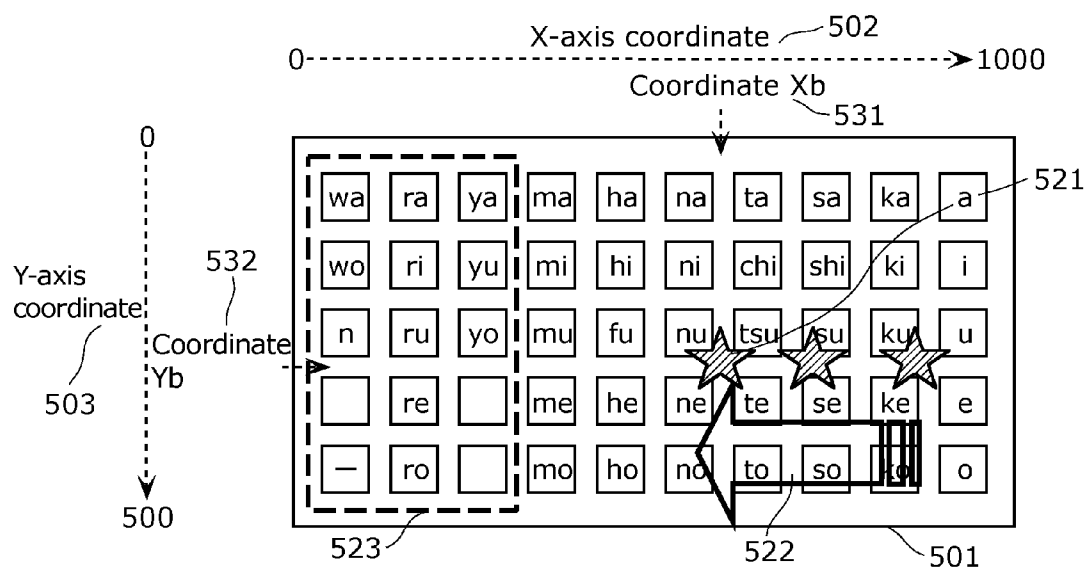 X-axis coordinate 502
0 1000
Coordinate Xb
531
0
521
wa ra ya ma ha na ta sa ka a
532
wo ri yu mi hi ni chi shi ki i
Y-axis
coordinate
503
n ru yo mu fu nu tsu su ku u
Coordinate
Yb
re me he ne te se ke e
— ro mo ho no to so ko o
500
523
522
501